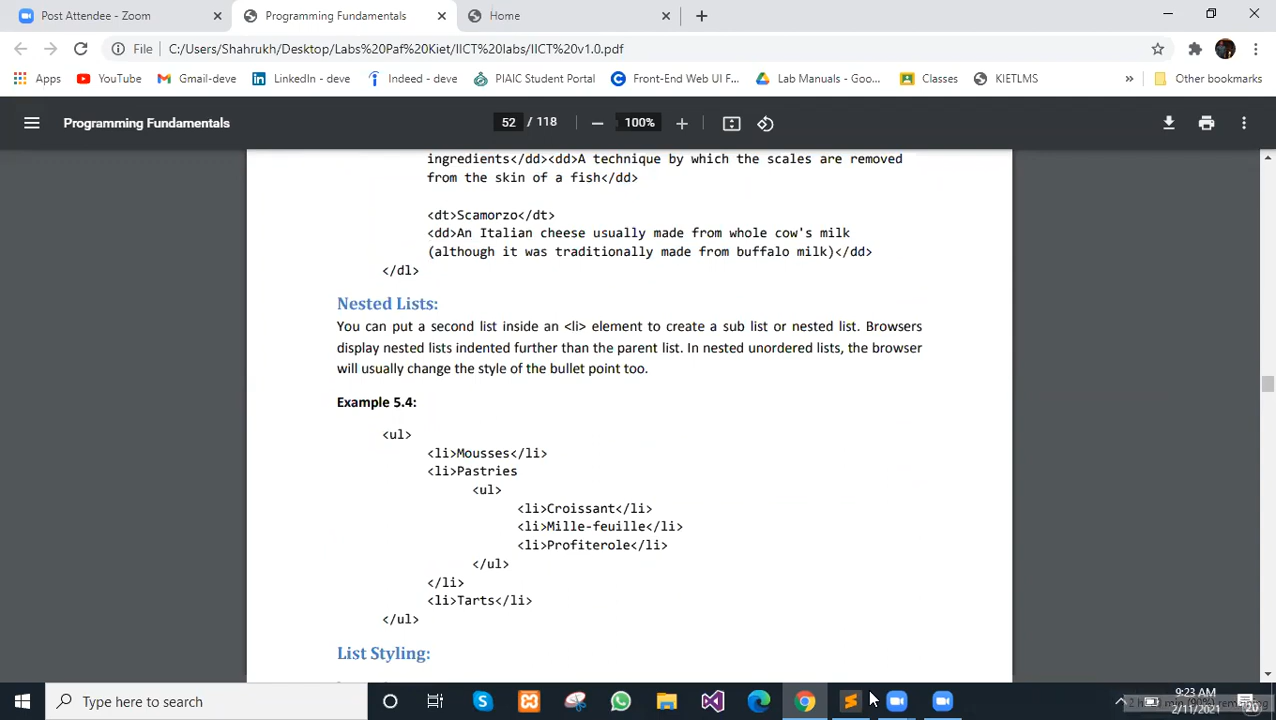 Post Attendee - Zoom
Programming Fundamentals
Home
File
C:/Users/Shahrukh/Desktop/Labs%20Paf%20Kiet/IICT%20labs/IICT%20v1.0.pdf
Apps
YouTube
Gmail-deve
LinkedIn - deve
Indeed - deve
PIAIC Student Portal
Front-End Web UI F...
Lab Manuals - Goo...
Classes
KIETLMS
»
Other bookmarks
Programming Fundamentals
52 / 118
100%
ingredients</dd><dd>A technique by which the scales are removed
from the skin of a fish</dd>
<dt>Scamorzo</dt>
<dd>An Italian cheese usually made from whole cow's milk
(although it was traditionally made from buffalo milk)</dd>
</dl>
Nested Lists:
You can put a second list inside an <li> element to create a sub list or nested list. Browsers
display nested lists indented further than the parent list. In nested unordered lists, the browser
will usually change the style of the bullet point too.
Example 5.4:
<ul>
<li>Mousses</li>
<li>Pastries
<ul>
<li>Croissant</li>
<li>Mille-feuille</li>
<li>Profiterole</li>
</ul>
</li>
<li>Tarts</li>
</ul>
List Styling:
Type here to search
9:23 AM
2/11/2021
20